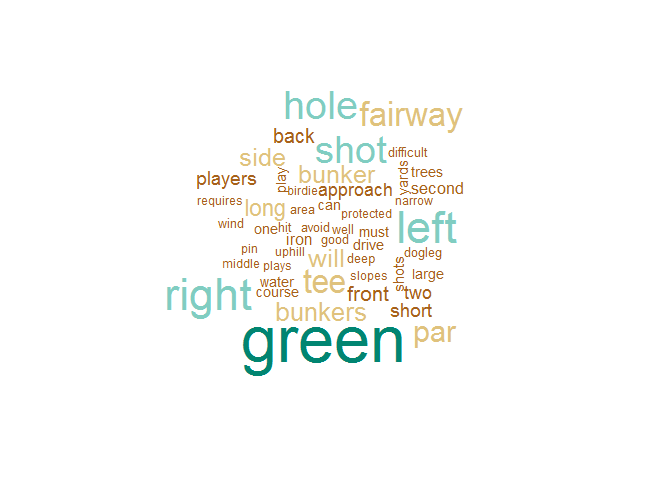 hole
fairway
back
shot
side
difficult
players
play
bunker
yards
trees
birdie
approach
second
requires
long
area
can
protected
narrow
wind
one
hit
avoid
well
must
left
iron
good
drive
pin
uphill
will
deep
dogleg
middle
plays
water
tee
slopes
shots
large
right
course
front
two
bunkers
short
green
par